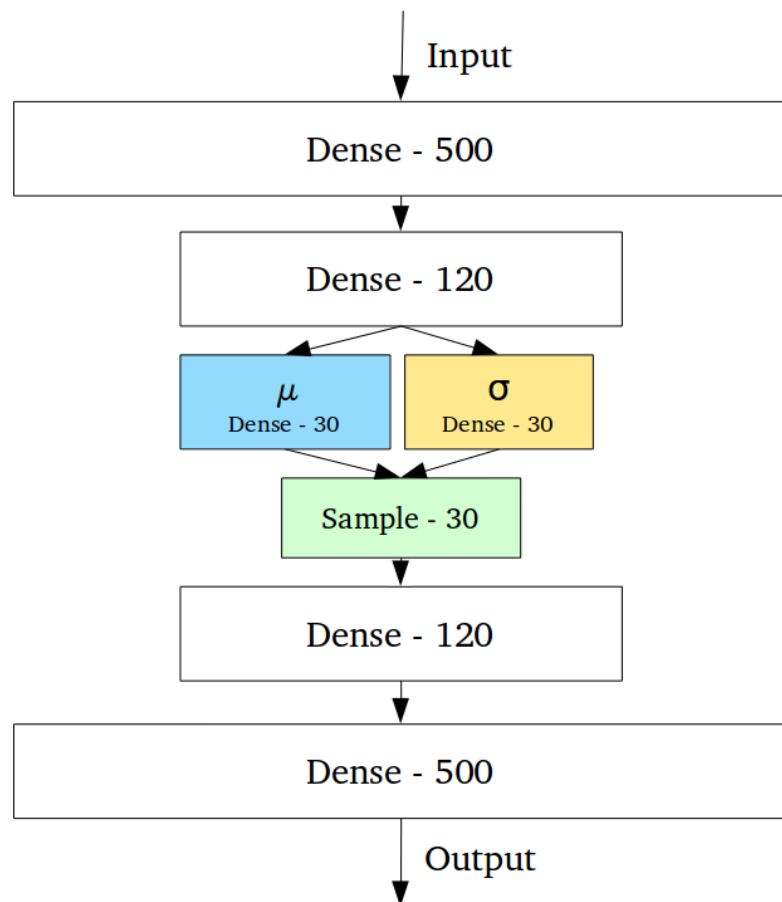 Input
Dense - 500
Dense - 120
μ
Dense - 30
σ
Dense - 30
Sample - 30
Dense - 120
Dense - 500
Output